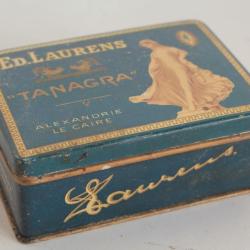 ED. LAURENS
"TANAGRA"
ALEXANDRIE
LE CAIRE
Laurens